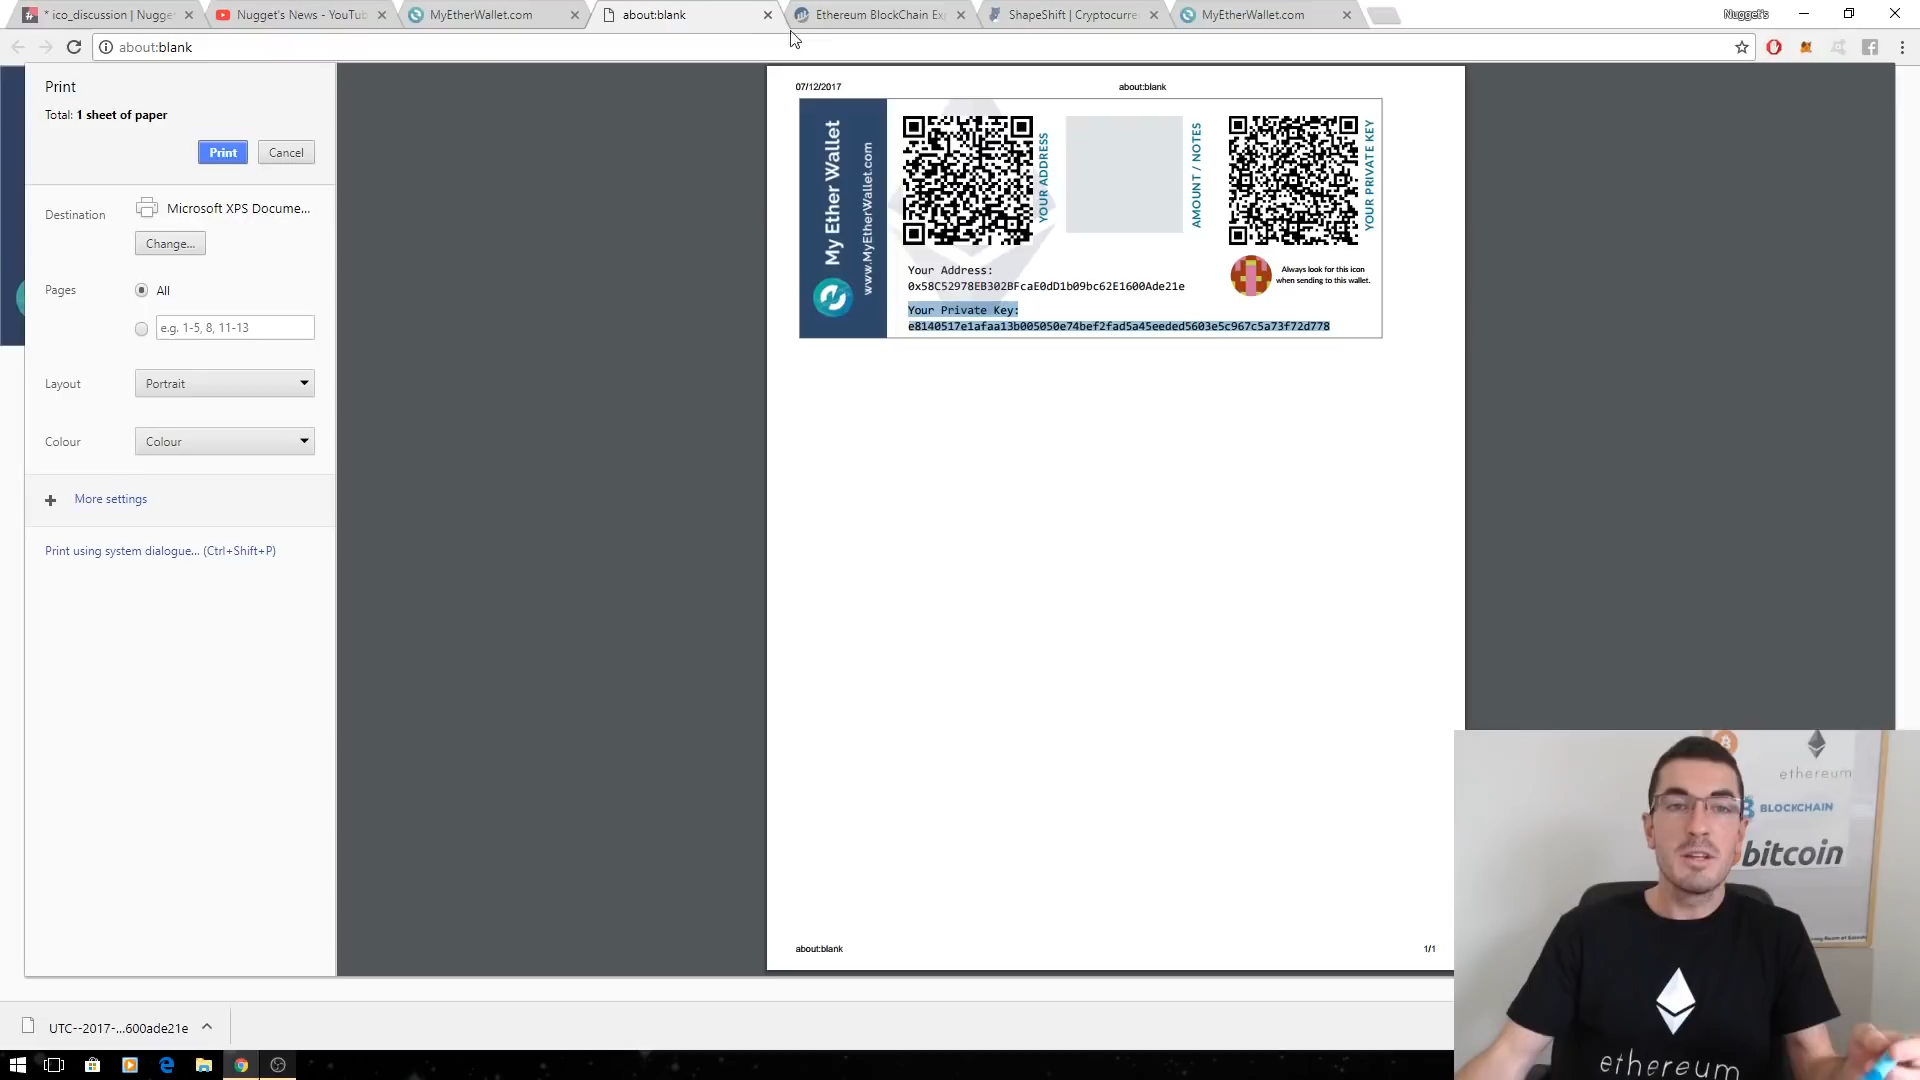 * ico_discussion | Nugget
Nugget's News - YouTub
MyEtherWallet.com
about:blank
Ethereum BlockChain Exp
ShapeShift | Cryptocurre
MyEtherWallet.com
Nugget's
about:blank
Print
Total: 1 sheet of paper
Print
Cancel
Destination
Microsoft XPS Docume...
Change...
Pages
All
e.g. 1-5, 8, 11-13
Layout
Portrait
Colour
Colour
More settings
Print using system dialogue... (Ctrl+Shift+P)
07/12/2017
about:blank
My Ether Wallet
www.MyEtherWallet.com
YOUR ADDRESS
AMOUNT / NOTES
YOUR PRIVATE KEY
Your Address:
0x58C52978EB302BFcaE0dD1b09bc62E1600Ade21e
Always look for this icon
when sending to this wallet.
Your Private Key:
e8140517e1afaa13b005050e74bef2fad5a45eeded5603e5c967c5a73f72d778
about:blank
1/1
ethereum
BLOCKCHAIN
bitcoin
ethereum
UTC--2017-...600ade21e